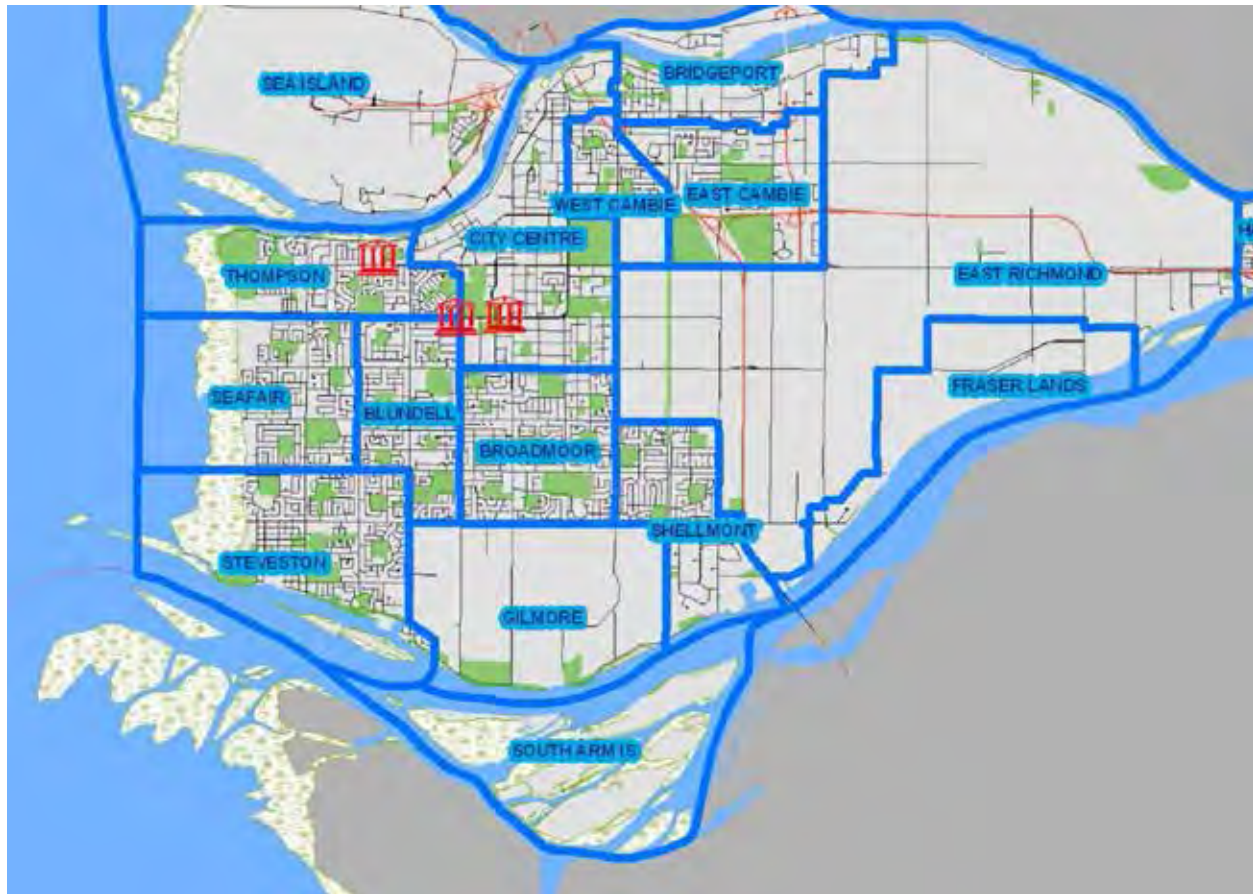 BRIDGEPORT
SEA ISLAND
WEST CAMBIE
EAST CAMBIE
CITY CENTRE
THOMPSON
EAST RICHMOND
SEAFAIR
BLUNDELL
FRASER LANDS
BROADMOOR
SHELLMONT
STEVESTON
GILMORE
SOUTH ARM IS